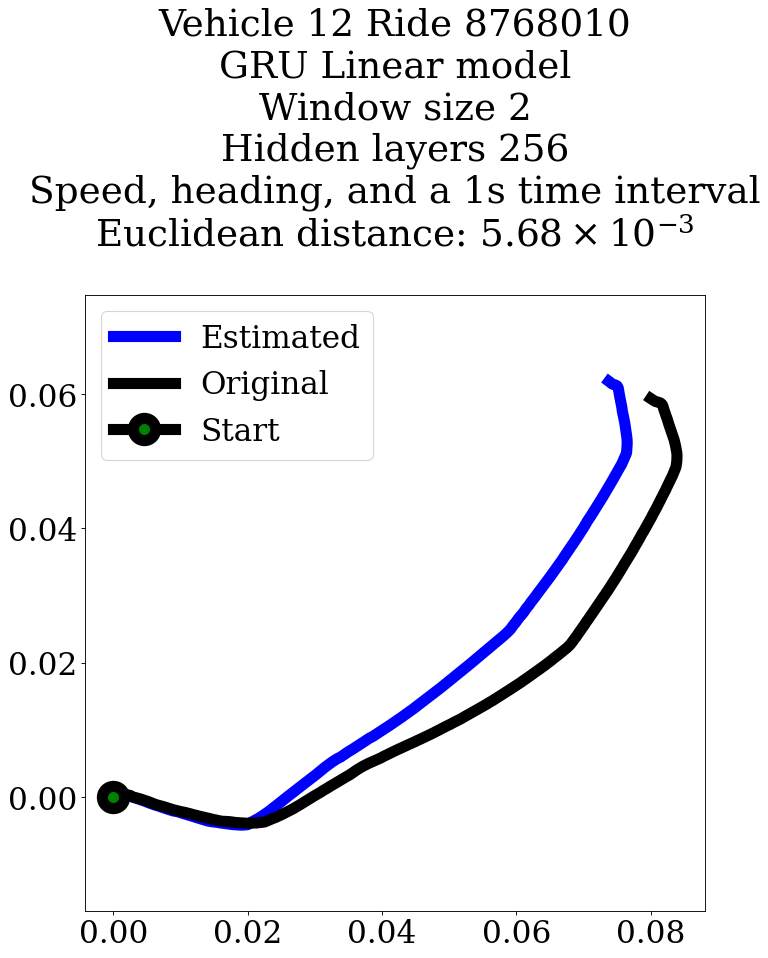 Vehicle 12 Ride 8768010
GRU Linear model
Window size 2
Hidden layers 256
Speed, heading, and a 1s time interval
Euclidean distance: 5.68 × 10⁻³
Estimated
Original
Start
0.06
0.04
0.02
0.00
0.00 0.02 0.04 0.06 0.08